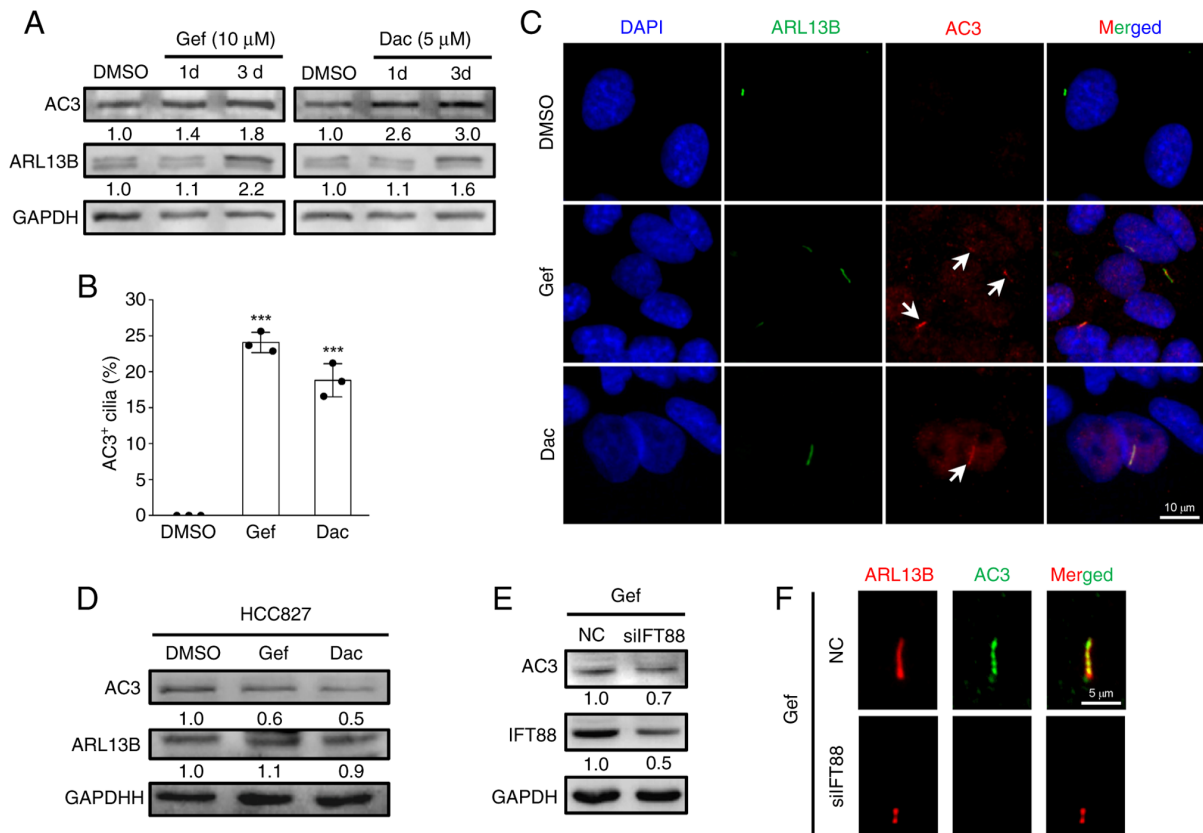 A
Gef (10 μM)
Dac (5 μM)
DMSO 1d 3 d DMSO 1d 3d
AC3
1.0 1.4 1.8 1.0 2.6 3.0
ARL13B
1.0 1.1 2.2 1.0 1.1 1.6
GAPDH
B
AC3+ cilia (%)
30
25
20
15
10
5
0
***
***
DMSO Gef Dac
C
DAPI ARL13B AC3 Merged
DMSO
Gef
Dac
10 μm
D
HCC827
DMSO Gef Dac
AC3
1.0 0.6 0.5
ARL13B
1.0 1.1 0.9
GAPDHH
E
Gef
NC siIFT88
AC3
1.0 0.7
IFT88
1.0 0.5
GAPDH
F
ARL13B AC3 Merged
Gef
NC
5 μm
siIFT88